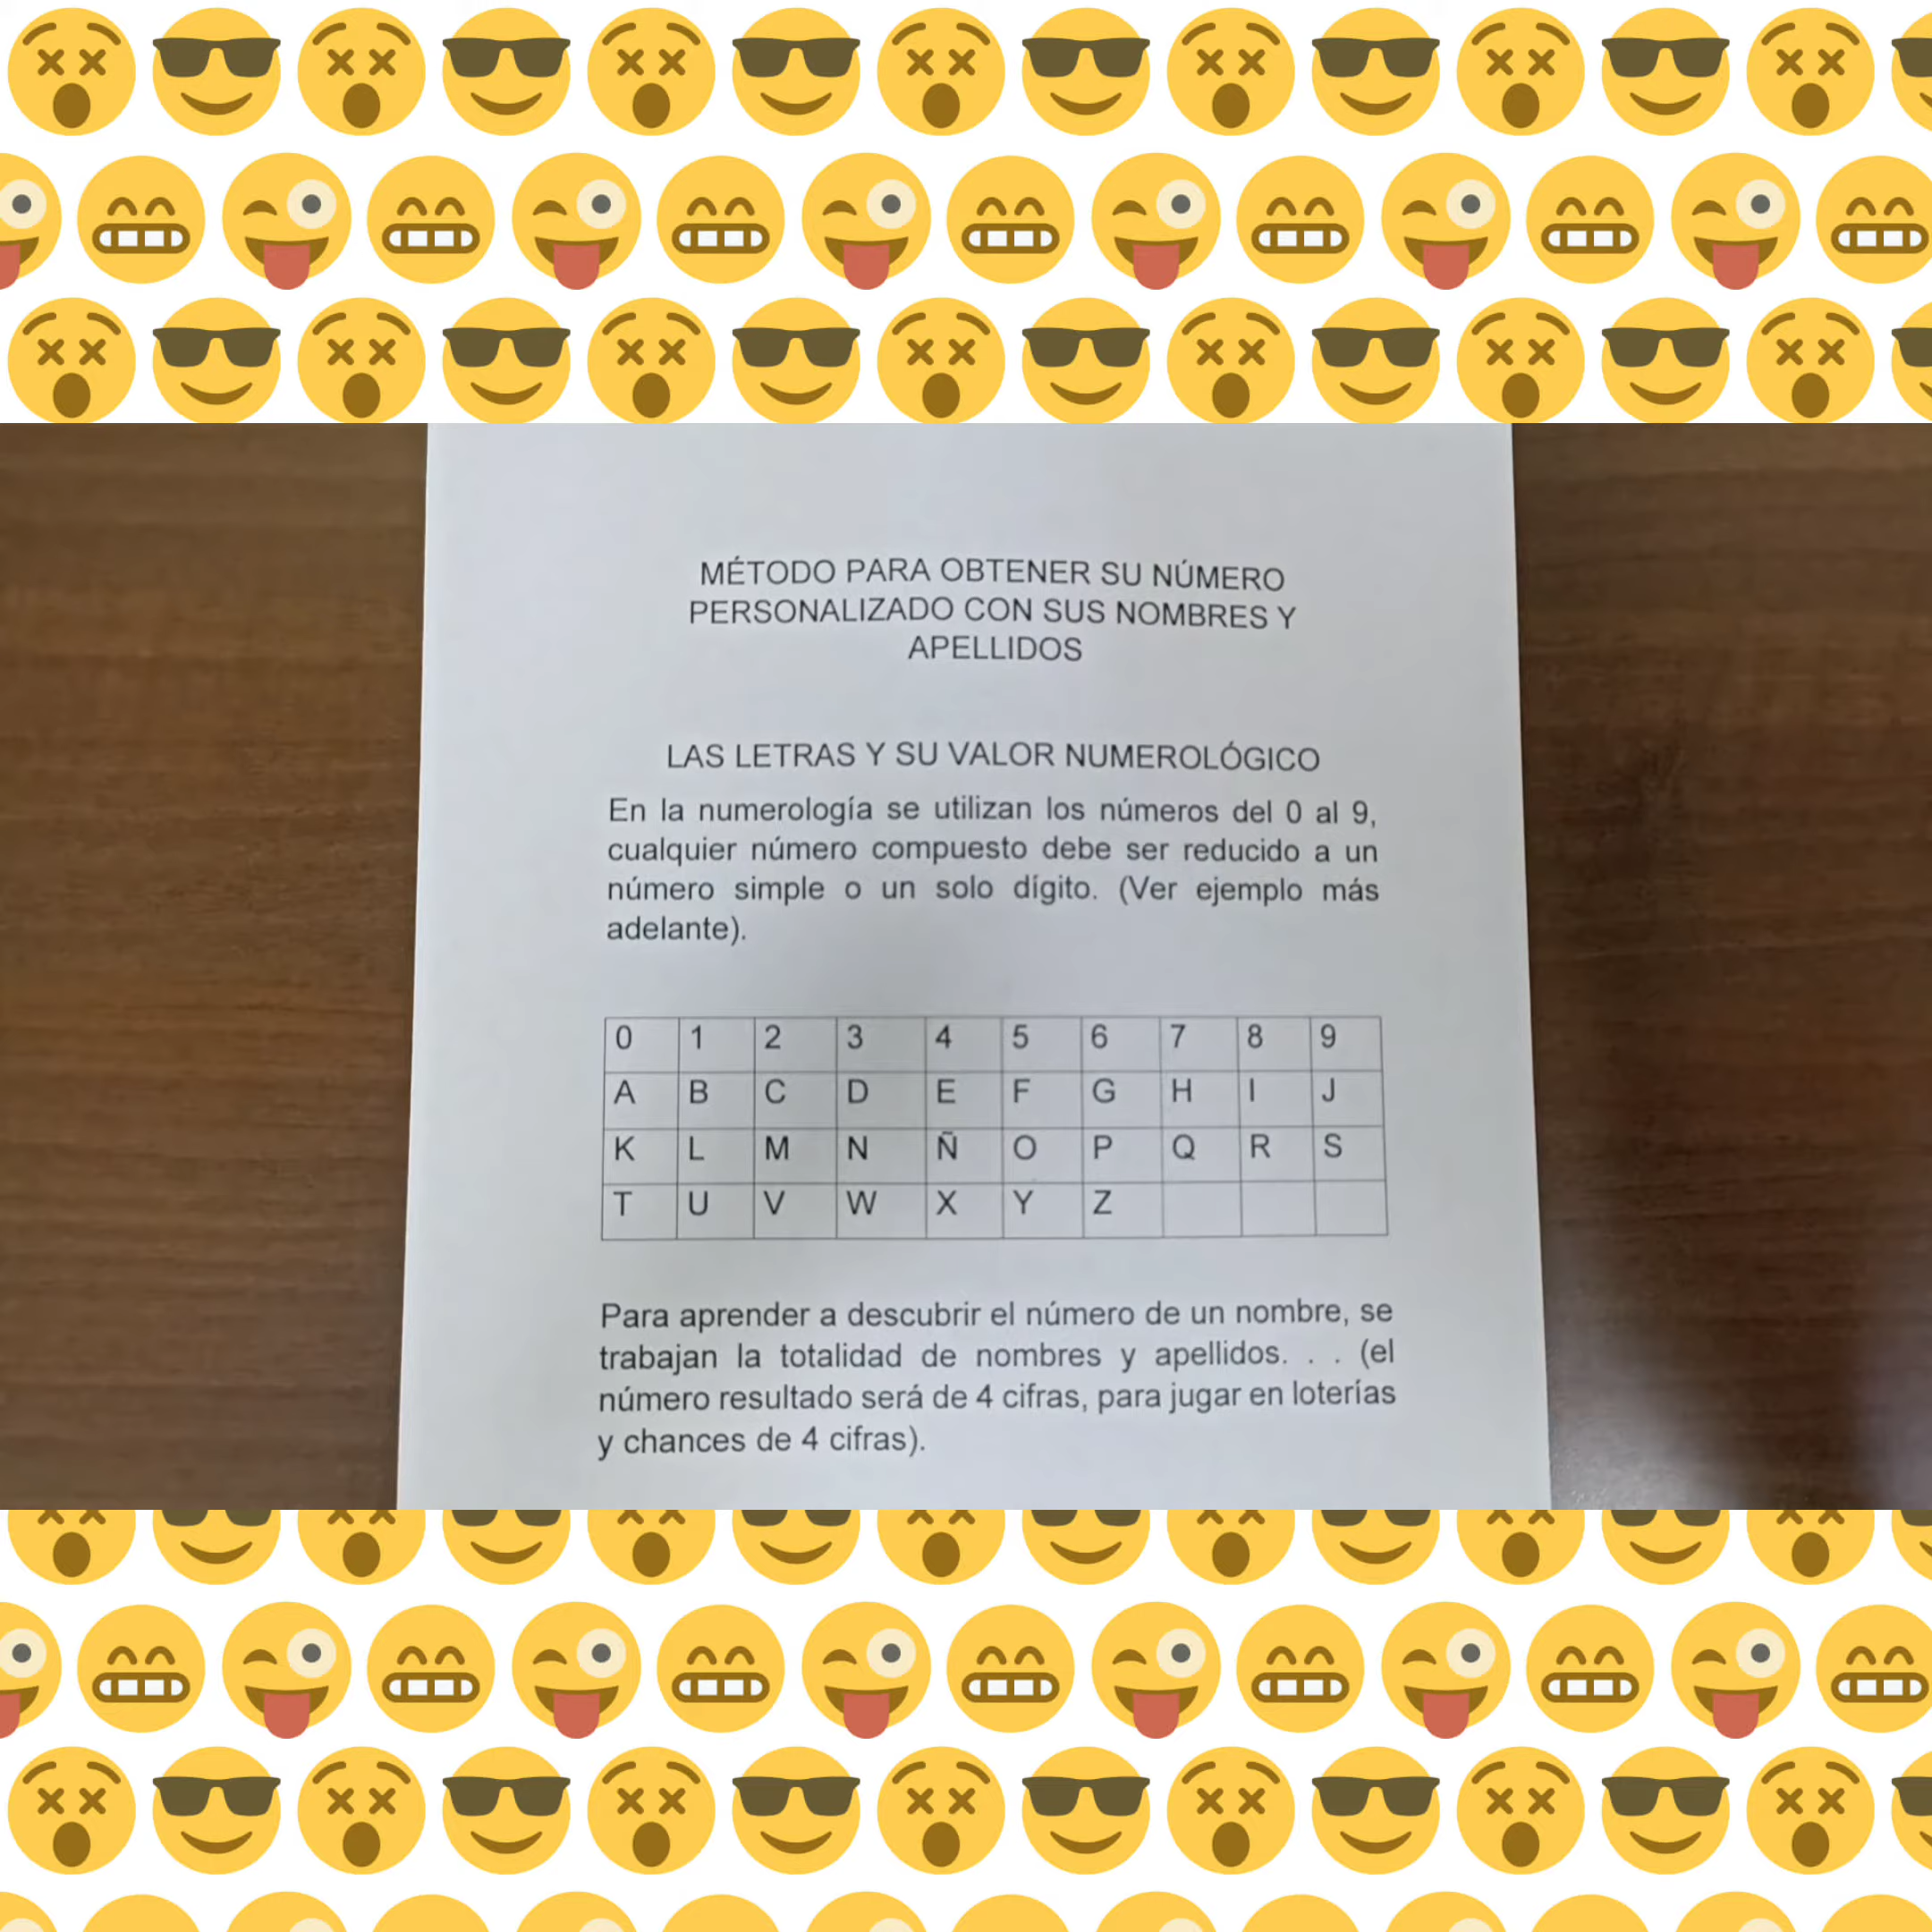 MÉTODO PARA OBTENER SU NÚMERO
PERSONALIZADO CON SUS NOMBRES Y
APELLIDOS
LAS LETRAS Y SU VALOR NUMEROLÓGICO
En la numerología se utilizan los números del 0 al 9,
cualquier número compuesto debe ser reducido a un
número simple o un solo dígito. (Ver ejemplo más
adelante).
0 1 2 3 4 5 6 7 8 9
A B C D E F G H I J
K L M N Ñ O P Q R S
T U V W X Y Z
Para aprender a descubrir el número de un nombre, se
trabajan la totalidad de nombres y apellidos. . . (el
número resultado será de 4 cifras, para jugar en loterías
y chances de 4 cifras).